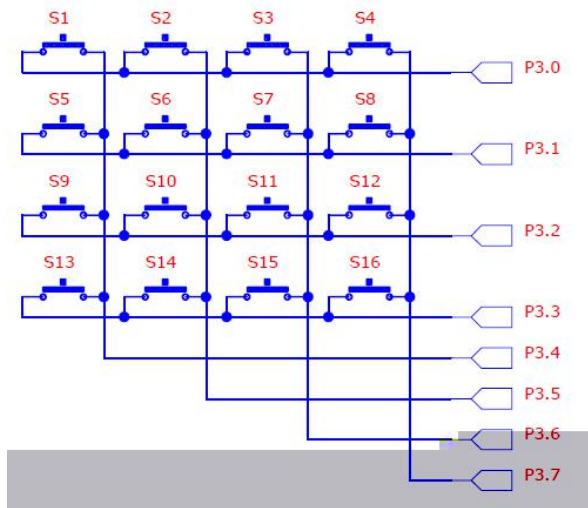 S1 S2 S3 S4
P3.0
S5 S6 S7 S8
P3.1
S9 S10 S11 S12
P3.2
S13 S14 S15 S16
P3.3
P3.4
P3.5
P3.6
P3.7